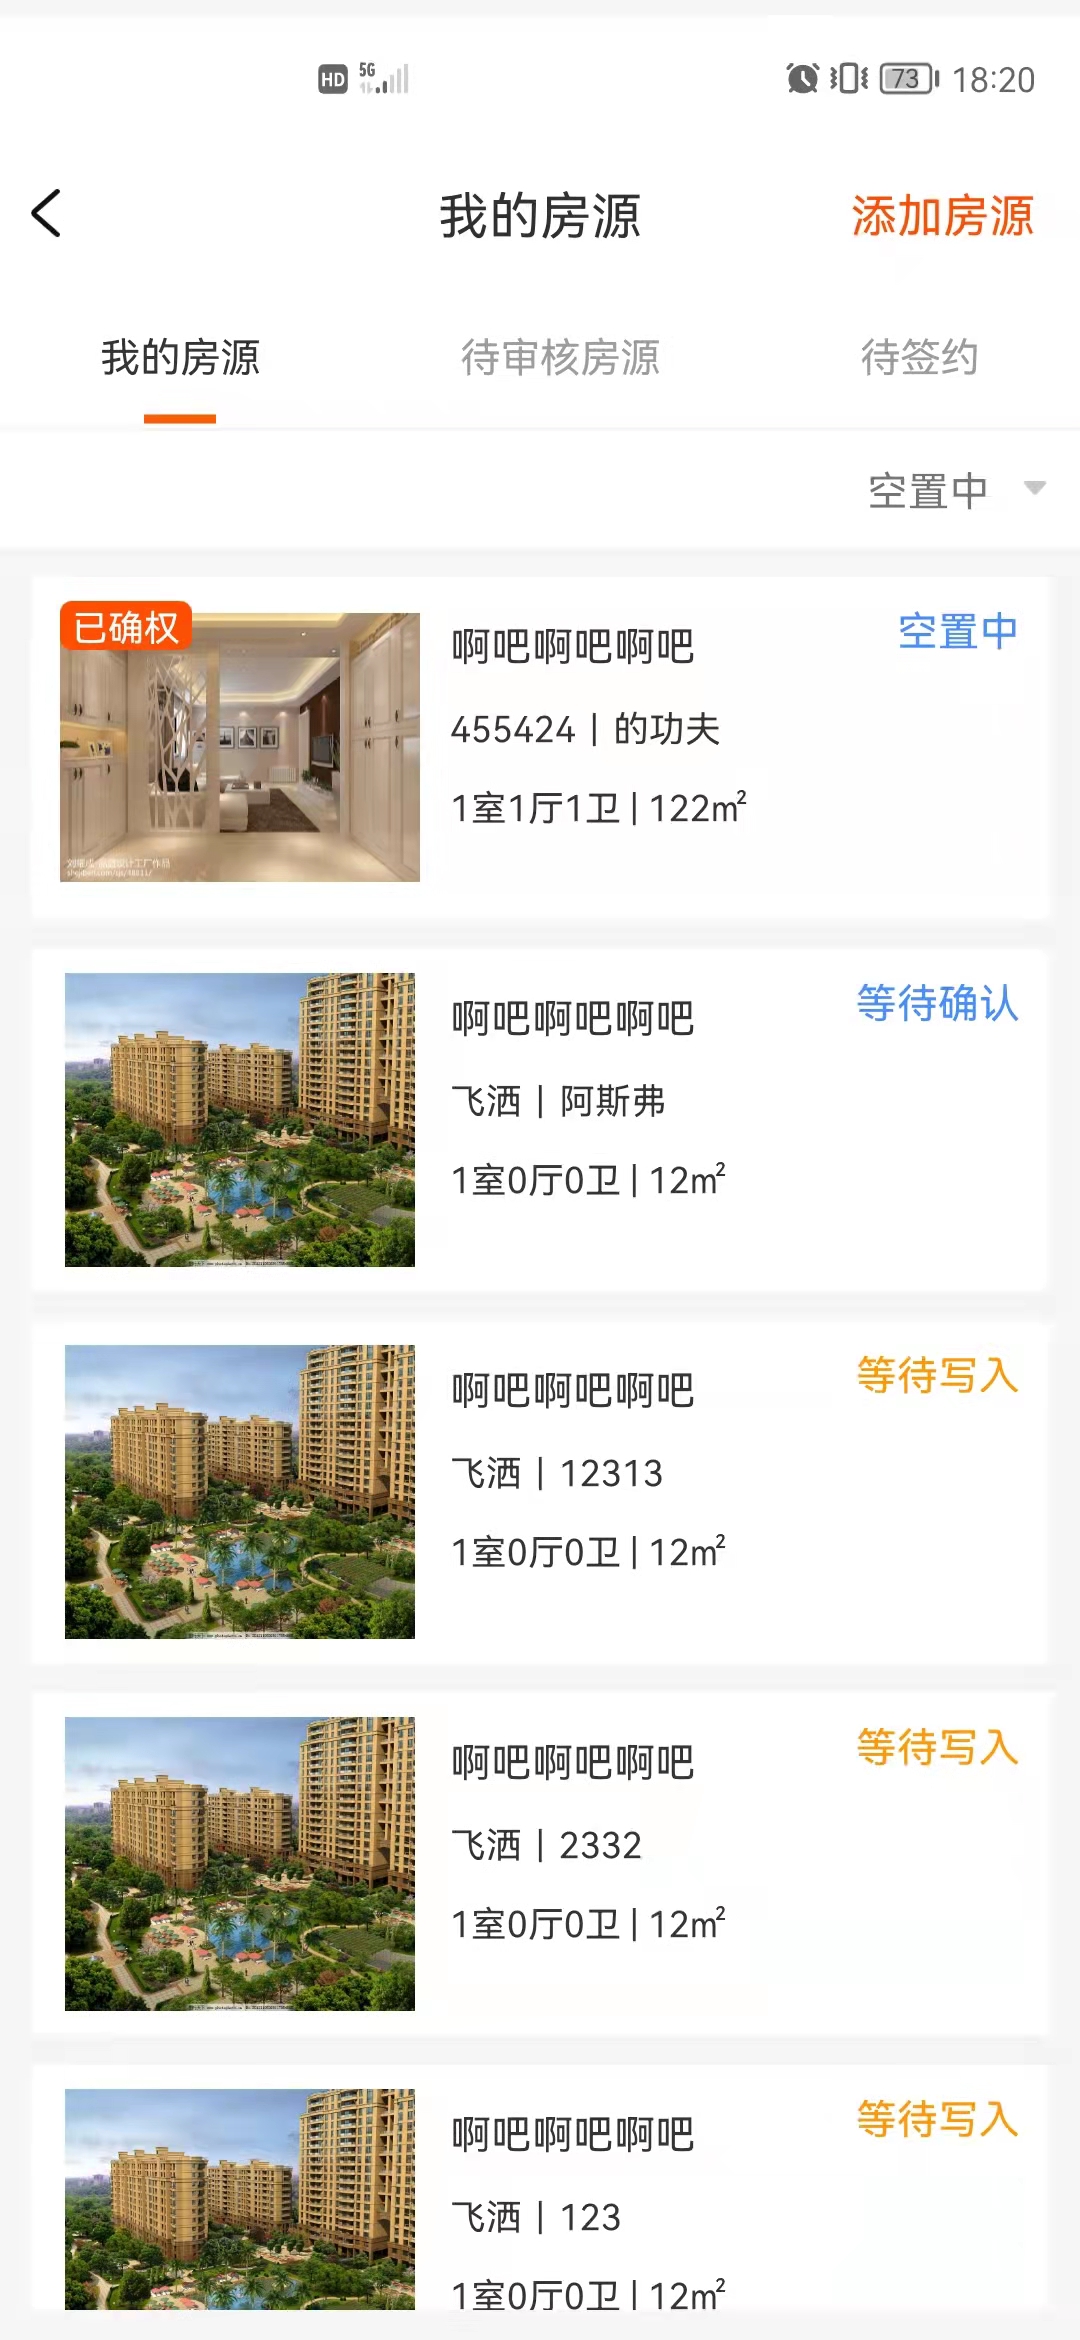 HD 5G 73 18:20
我的房源 添加房源
我的房源 待审核房源 待签约
空置中
已确权
啊吧啊吧啊吧 空置中
455424 | 的功夫
1室1厅1卫 | 122m²
啊吧啊吧啊吧 等待确认
飞洒 | 阿斯弗
1室0厅0卫 | 12m²
啊吧啊吧啊吧 等待写入
飞洒 | 12313
1室0厅0卫 | 12m²
啊吧啊吧啊吧 等待写入
飞洒 | 2332
1室0厅0卫 | 12m²
啊吧啊吧啊吧 等待写入
飞洒 | 123
1室0厅0卫 | 12m²